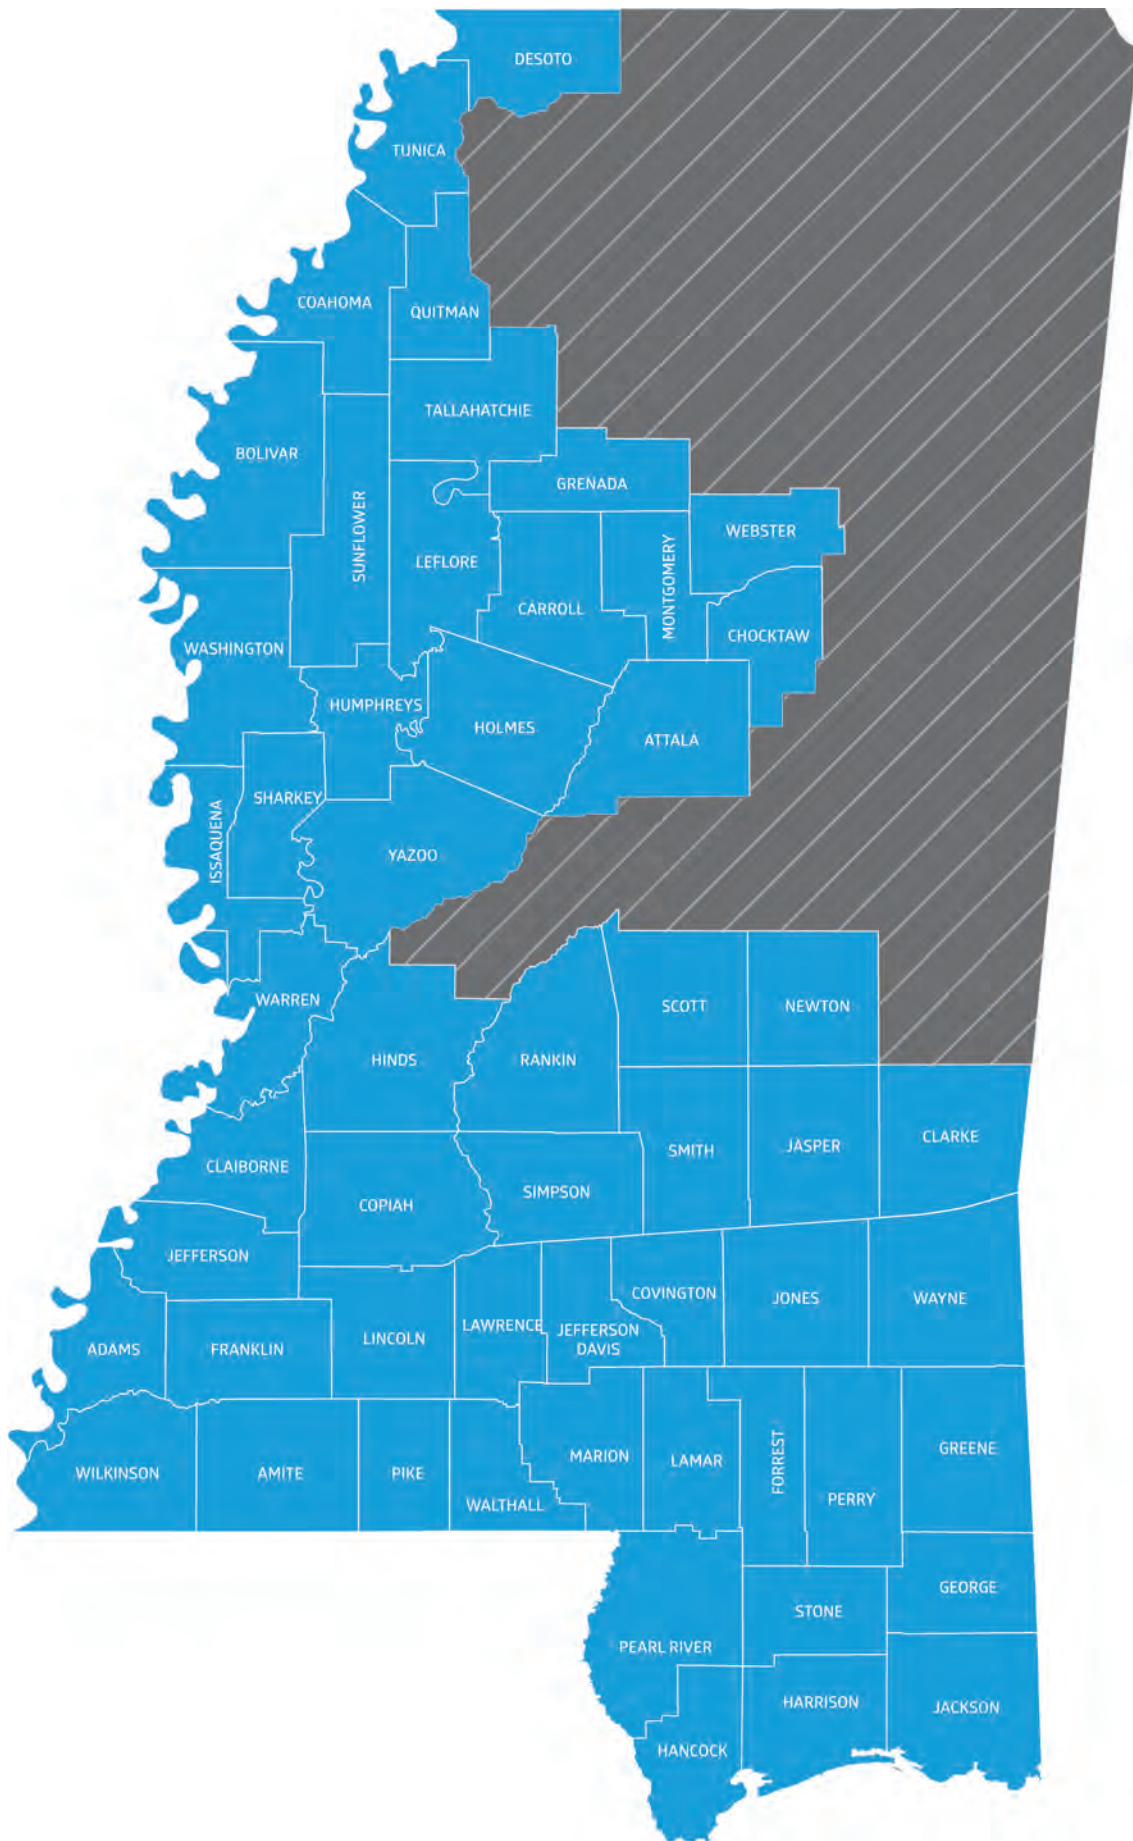 DESOTO
TUNICA
COAHOMA
QUITMAN
TALLAHATCHIE
BOLIVAR
GRENADA
SUNFLOWER
WEBSTER
LEFLORE
MONTGOMERY
CARROLL
CHOCKTAW
WASHINGTON
HUMPHREYS
HOLMES
ATTALA
SHARKEY
ISSAQUENA
YAZOO
WARREN
SCOTT
NEWTON
HINDS
RANKIN
CLARKE
SMITH
JASPER
CLAIBORNE
SIMPSON
COPIAH
JEFFERSON
COVINGTON
JONES
WAYNE
LAWRENCE
JEFFERSON
DAVIS
LINCOLN
ADAMS
FRANKLIN
GREENE
MARION
LAMAR
FORREST
WILKINSON
AMITE
PIKE
PERRY
WALTHALL
GEORGE
STONE
PEARL RIVER
HARRISON
JACKSON
HANCOCK